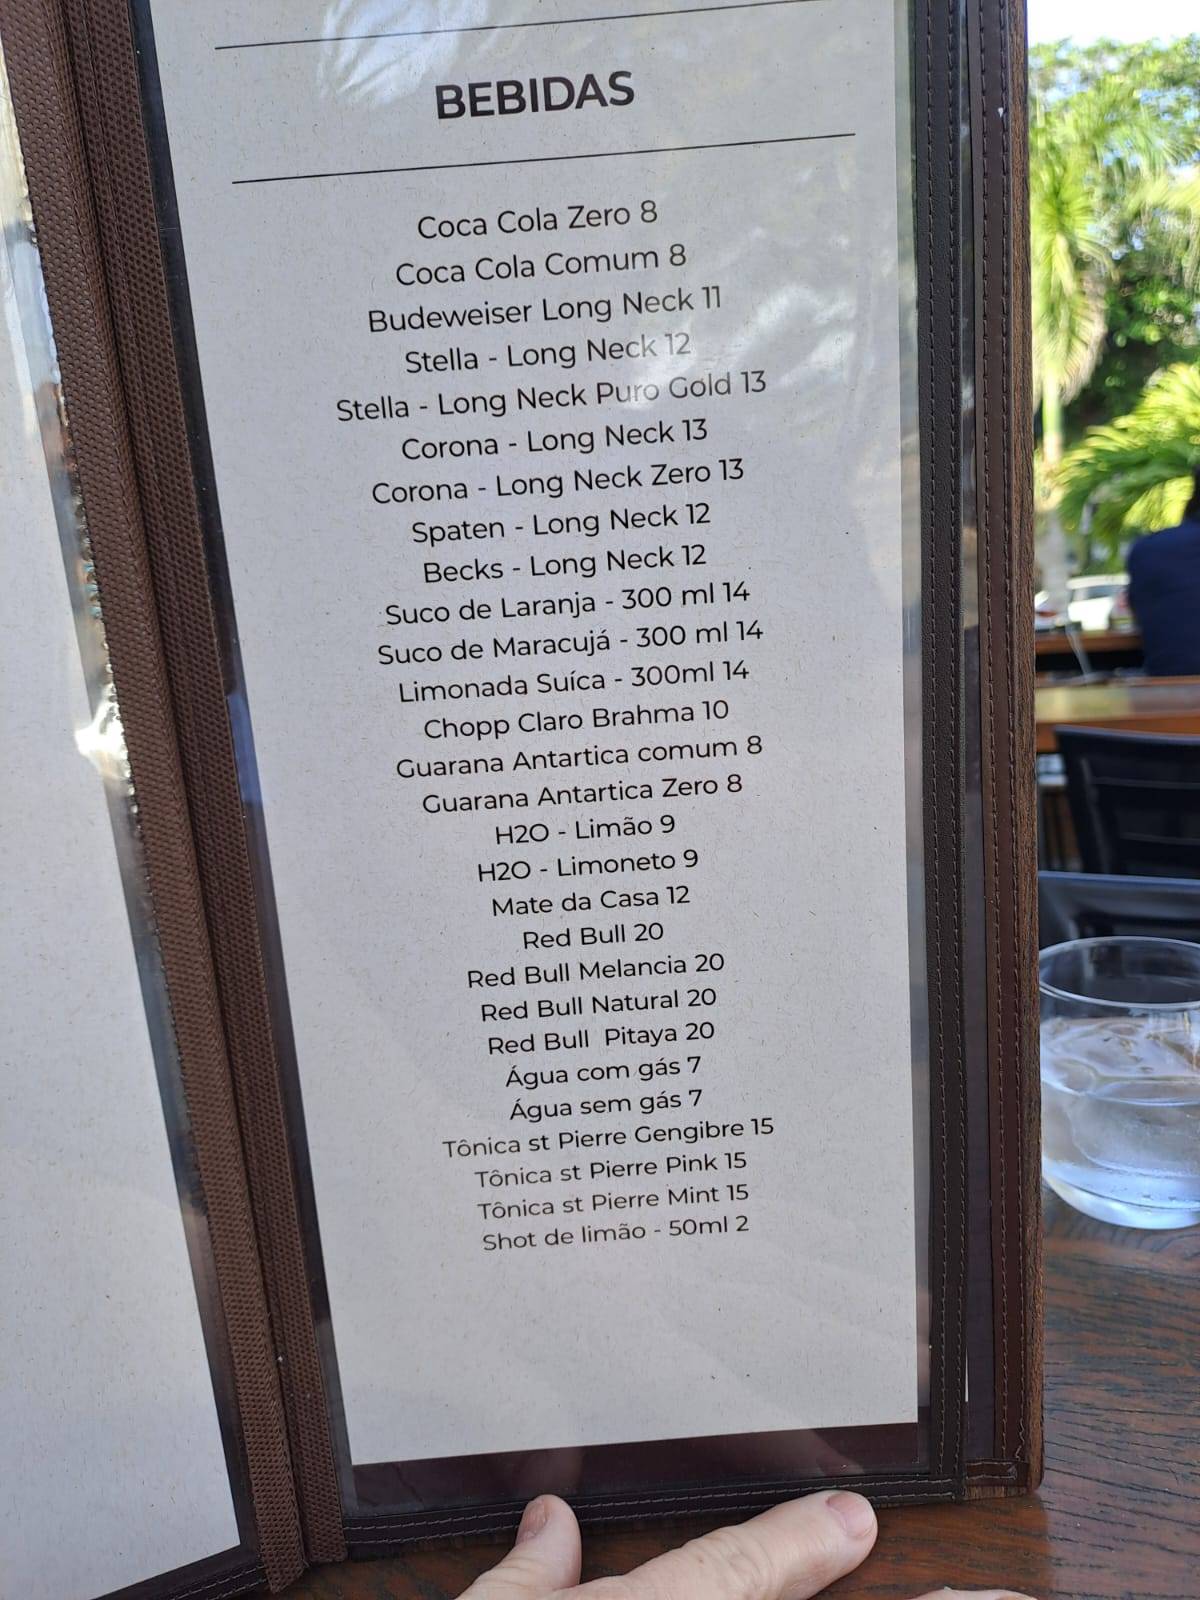 BEBIDAS
Coca Cola Zero 8
Coca Cola Comum 8
Budeweiser Long Neck 11
Stella - Long Neck 12
Stella - Long Neck Puro Gold 13
Corona - Long Neck 13
Corona - Long Neck Zero 13
Spaten - Long Neck 12
Becks - Long Neck 12
Suco de Laranja - 300 ml 14
Suco de Maracujá - 300 ml 14
Limonada Suíca - 300ml 14
Chopp Claro Brahma 10
Guarana Antartica comum 8
Guarana Antartica Zero 8
H2O - Limão 9
H2O - Limoneto 9
Mate da Casa 12
Red Bull 20
Red Bull Melancia 20
Red Bull Natural 20
Red Bull Pitaya 20
Água com gás 7
Água sem gás 7
Tônica st Pierre Gengibre 15
Tônica st Pierre Pink 15
Tônica st Pierre Mint 15
Shot de limão - 50ml 2